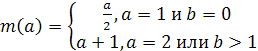 m(a) = { a/2, a = 1 и b = 0
a + 1, a = 2 или b > 1